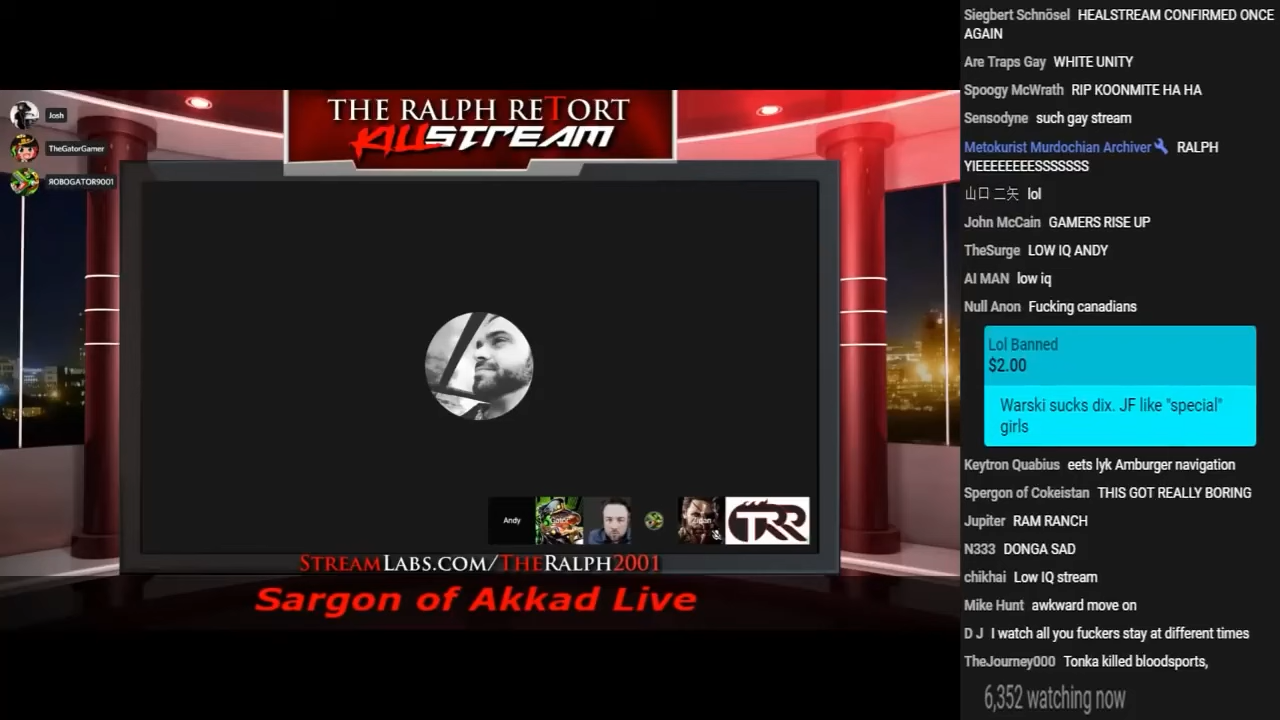 Josh
TheGatorGamer
ЯOBOGATOR9001
THE RALPH RETORT
KILLSTREAM
Andy
Gator
Zidan
TRR
STREAMLABS.COM/THERALPH2001
Sargon of Akkad Live
Siegbert Schnösel HEALSTREAM CONFIRMED ONCE
AGAIN
Are Traps Gay WHITE UNITY
Spoogy McWrath RIP KOONMITE HA HA
Sensodyne such gay stream
Metokurist Murdochian Archiver RALPH
YIEEEEEEEESSSSSSS
山口 二矢 lol
John McCain GAMERS RISE UP
TheSurge LOW IQ ANDY
AI MAN low iq
Null Anon Fucking canadians
Lol Banned
$2.00
Warski sucks dix. JF like "special"
girls
Keytron Quabius eets lyk Amburger navigation
Spergon of Cokeistan THIS GOT REALLY BORING
Jupiter RAM RANCH
N333 DONGA SAD
chikhai Low IQ stream
Mike Hunt awkward move on
D J I watch all you fuckers stay at different times
TheJourney000 Tonka killed bloodsports,
6,352 watching now